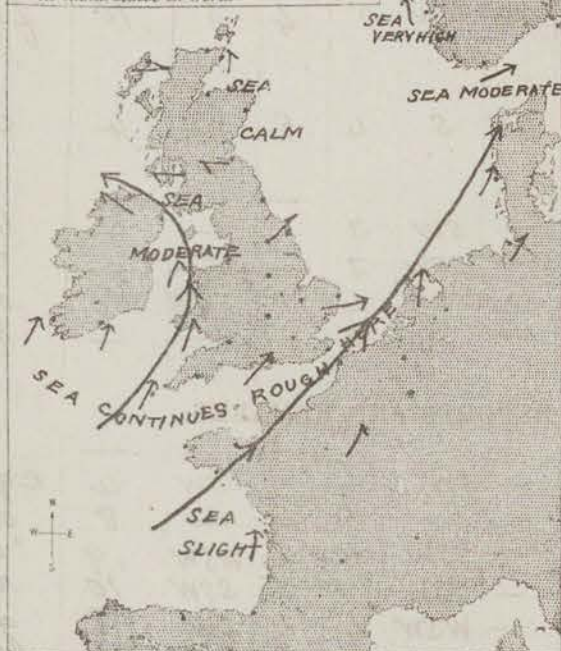 SEA
VERY HIGH
SEA
SEA MODERATE
CALM
SEA
MODERATE
SEA CONTINUES ROUGH HERE
N
W E
S
SEA
SLIGHT